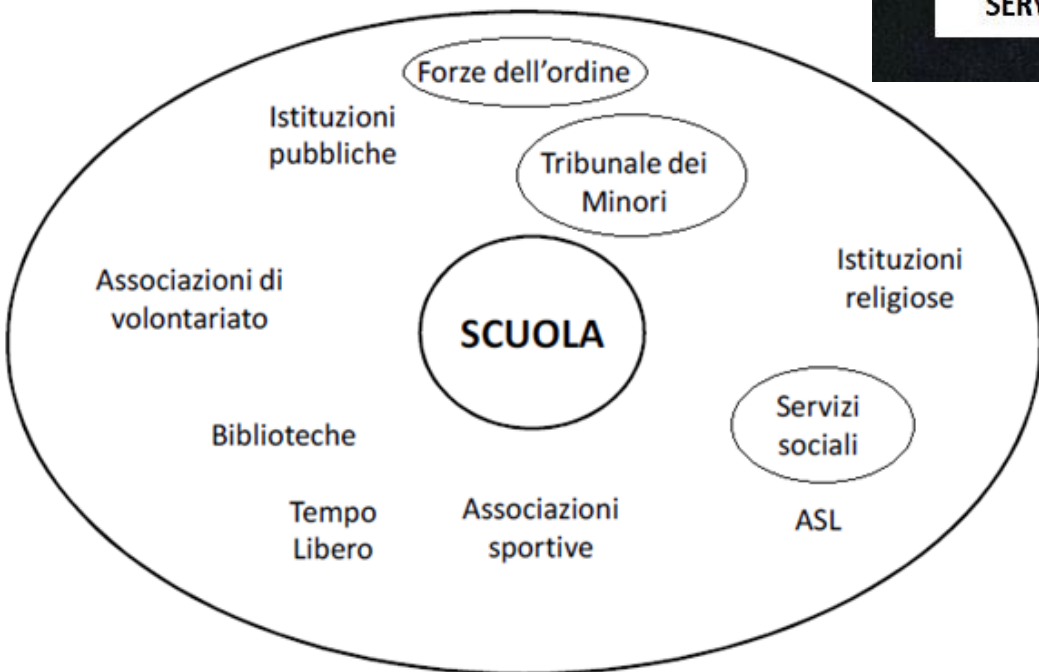 Forze dell'ordine
Istituzioni
pubbliche
Tribunale dei
Minori
Associazioni di
volontariato
SCUOLA
Istituzioni
religiose
Servizi
sociali
Biblioteche
Tempo
Libero
Associazioni
sportive
ASL